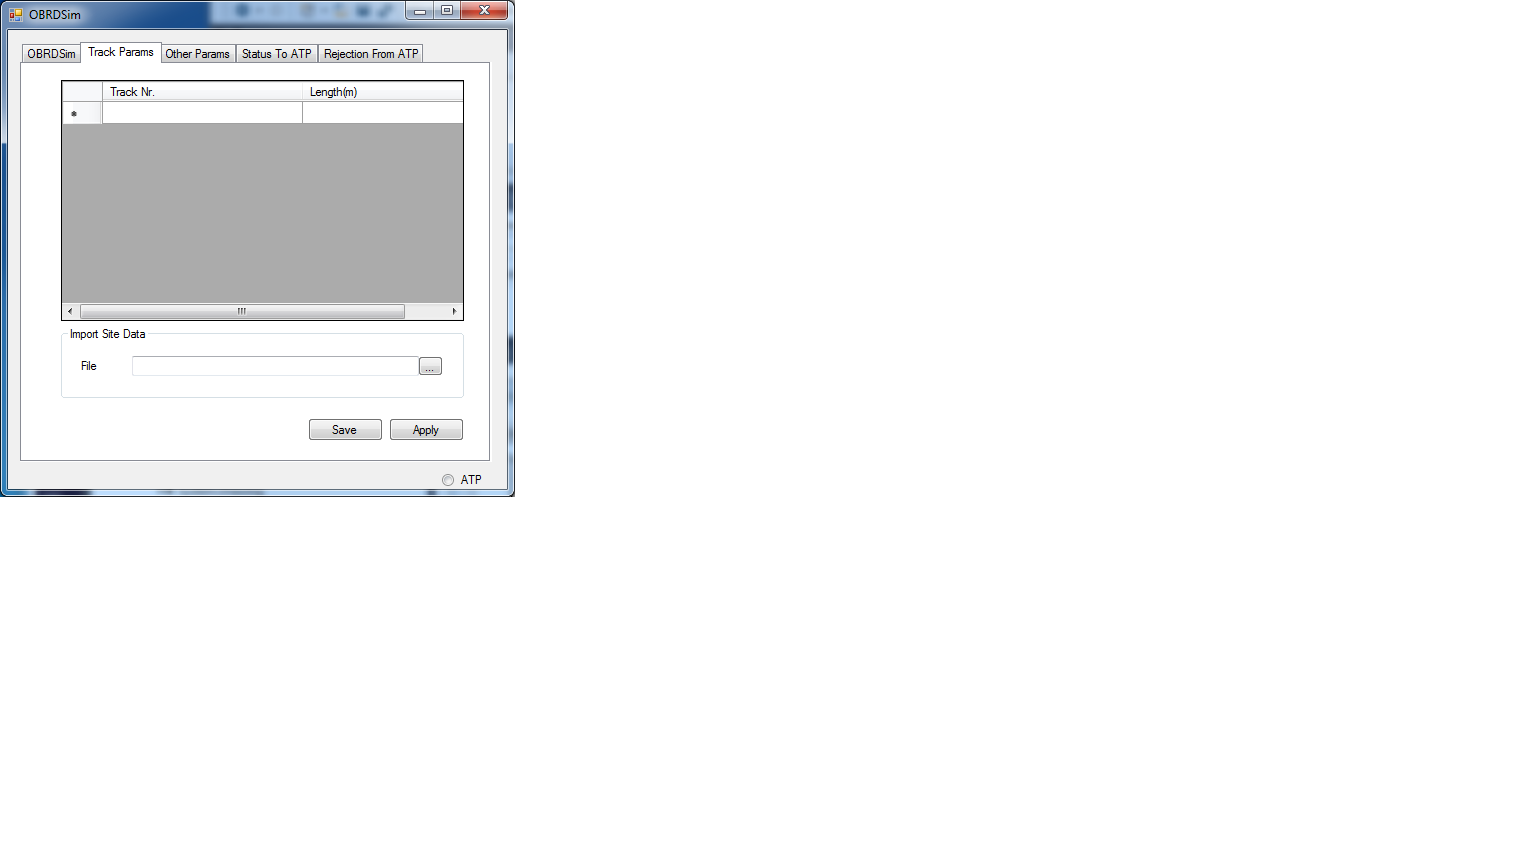 OBRDSim
OBRDSim Track Params Other Params Status To ATP Rejection From ATP
Track Nr. Length(m)
Import Site Data
File ...
Save Apply
ATP